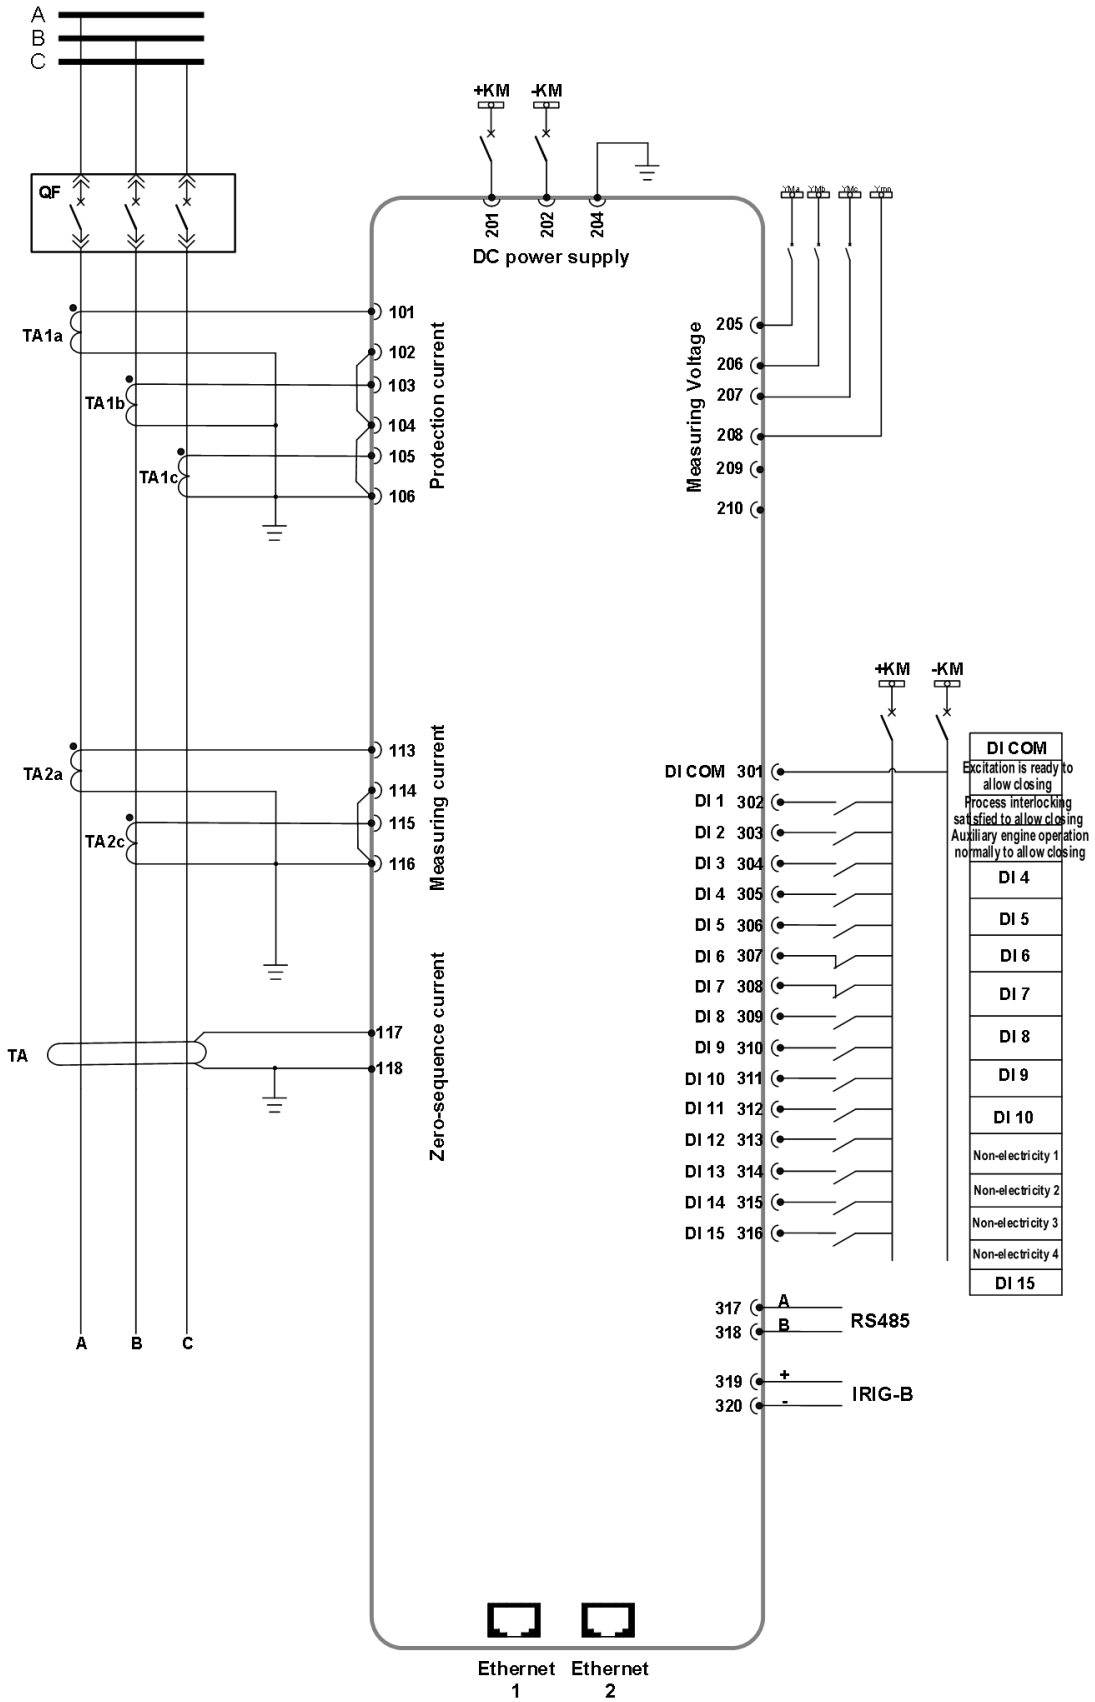 A
B
C
QF
+KM
-KM
201
202
204
DC power supply
YMa
YMb
YMc
TA1a
TA1b
TA1c
101
102
103
104
105
106
Protection current
205
206
207
208
209
210
Measuring Voltage
TA2a
TA2c
113
114
115
116
Measuring current
TA
117
118
Zero-sequence current
A
B
C
+KM
-KM
DI COM 301
DI 1 302
DI 2 303
DI 3 304
DI 4 305
DI 5 306
DI 6 307
DI 7 308
DI 8 309
DI 9 310
DI 10 311
DI 11 312
DI 12 313
DI 13 314
DI 14 315
DI 15 316
DI COM
Excitation is ready to
allow closing
Process interlocking
satisfied to allow closing
Auxiliary engine operation
normally to allow closing
DI 4
DI 5
DI 6
DI 7
DI 8
DI 9
DI 10
Non-electricity 1
Non-electricity 2
Non-electricity 3
Non-electricity 4
DI 15
317 A
318 B
RS485
319 +
320 -
IRIG-B
Ethernet
1
Ethernet
2